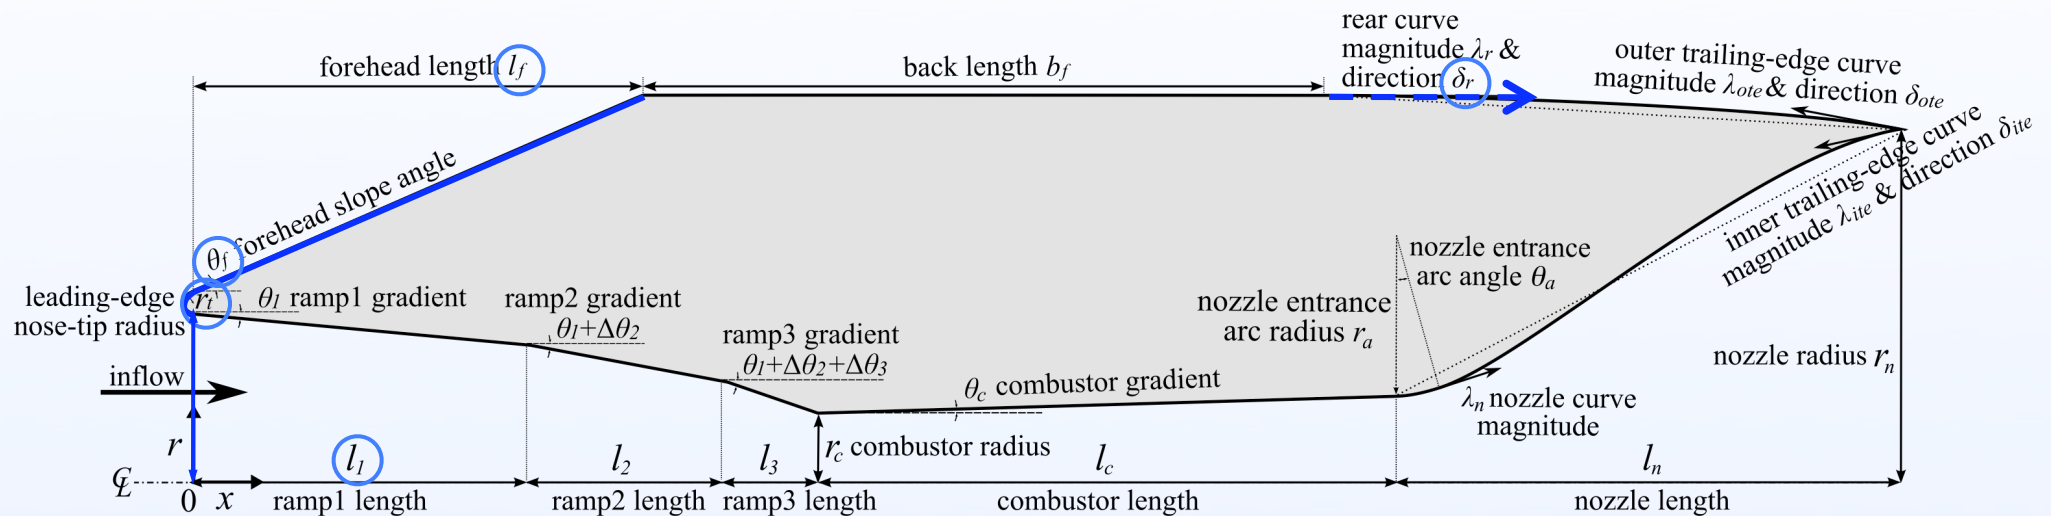 rear curve
magnitude λr &
direction δr
outer trailing-edge curve
magnitude λote & direction δote
forehead length lf
back length bf
inner trailing-edge curve
magnitude λite & direction δite
forehead slope angle
θf
leading-edge
nose-tip radius
rt
θ1 ramp1 gradient
ramp2 gradient
θ1+Δθ2
ramp3 gradient
θ1+Δθ2+Δθ3
nozzle entrance
arc angle θa
nozzle entrance
arc radius ra
nozzle radius rn
inflow
θc combustor gradient
λn nozzle curve
magnitude
r
rc combustor radius
l1
l2
l3
lc
ln
CL
0
x
ramp1 length
ramp2 length
ramp3 length
combustor length
nozzle length